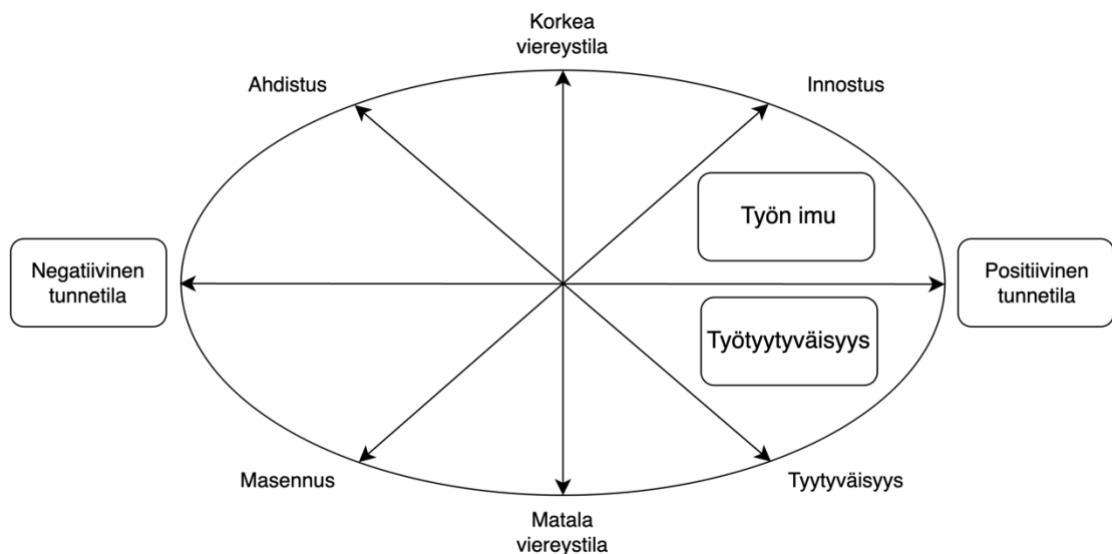 Korkea
viereystila
Ahdistus
Innostus
Työn imu
Negatiivinen
tunnetila
Positiivinen
tunnetila
Työtyytyväisyys
Masennus
Tyytyväisyys
Matala
viereystila